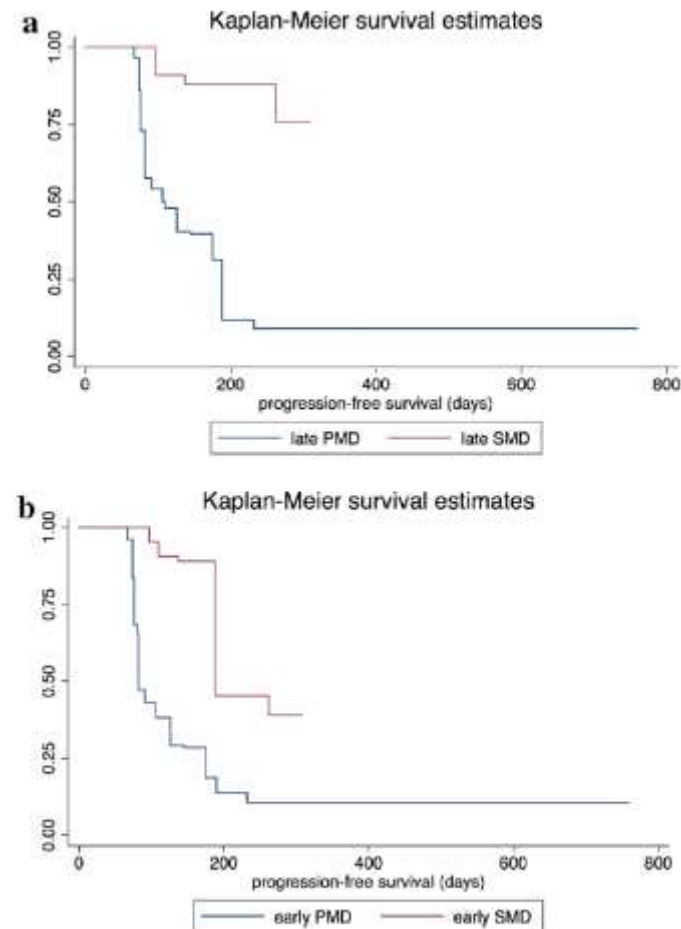 a
Kaplan-Meier survival estimates
1.00
0.75
0.50
0.25
0.00
0 200 400 600 800
progression-free survival (days)
late PMD late SMD
b
Kaplan-Meier survival estimates
1.00
0.75
0.50
0.25
0.00
0 200 400 600 800
progression-free survival (days)
early PMD early SMD